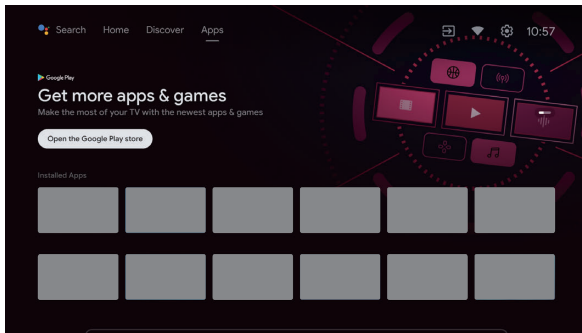 Search Home Discover Apps 10:57
Google Play
Get more apps & games
Make the most of your TV with the newest apps & games
Open the Google Play store
Installed Apps